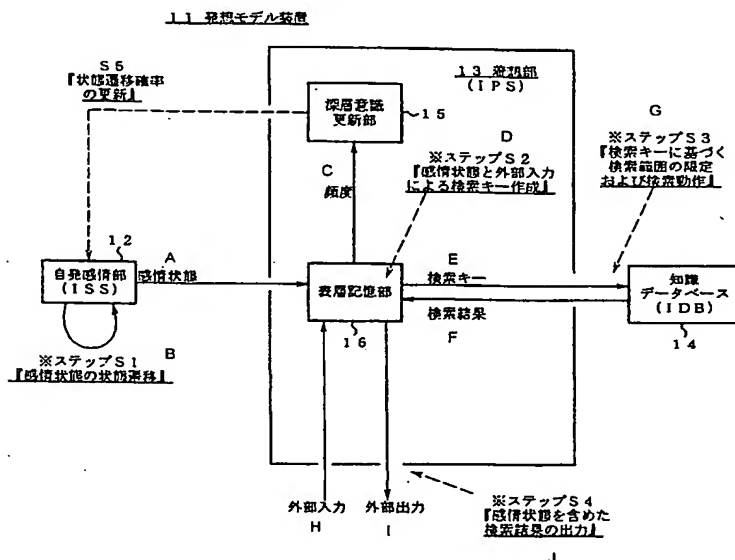 11 発想モデル装置
S5
『状態遷移確率
の更新』
13 発想部
(IPS)
深層意識
更新部
15
C
頻度
D
※ステップS2
『感情状態と外部入力
による検索キー作成』
G
※ステップS3
『検索キーに基づく
検索範囲の限定
および検索動作』
12
自発感情部
(ISS)
A
感情状態
表層記憶部
16
E
検索キー
検索結果
F
知識
データベース
(IDB)
14
※ステップS1
『感情状態の状態遷移』
B
外部入力
H
外部出力
I
※ステップS4
『感情状態を含めた
検索結果の出力』